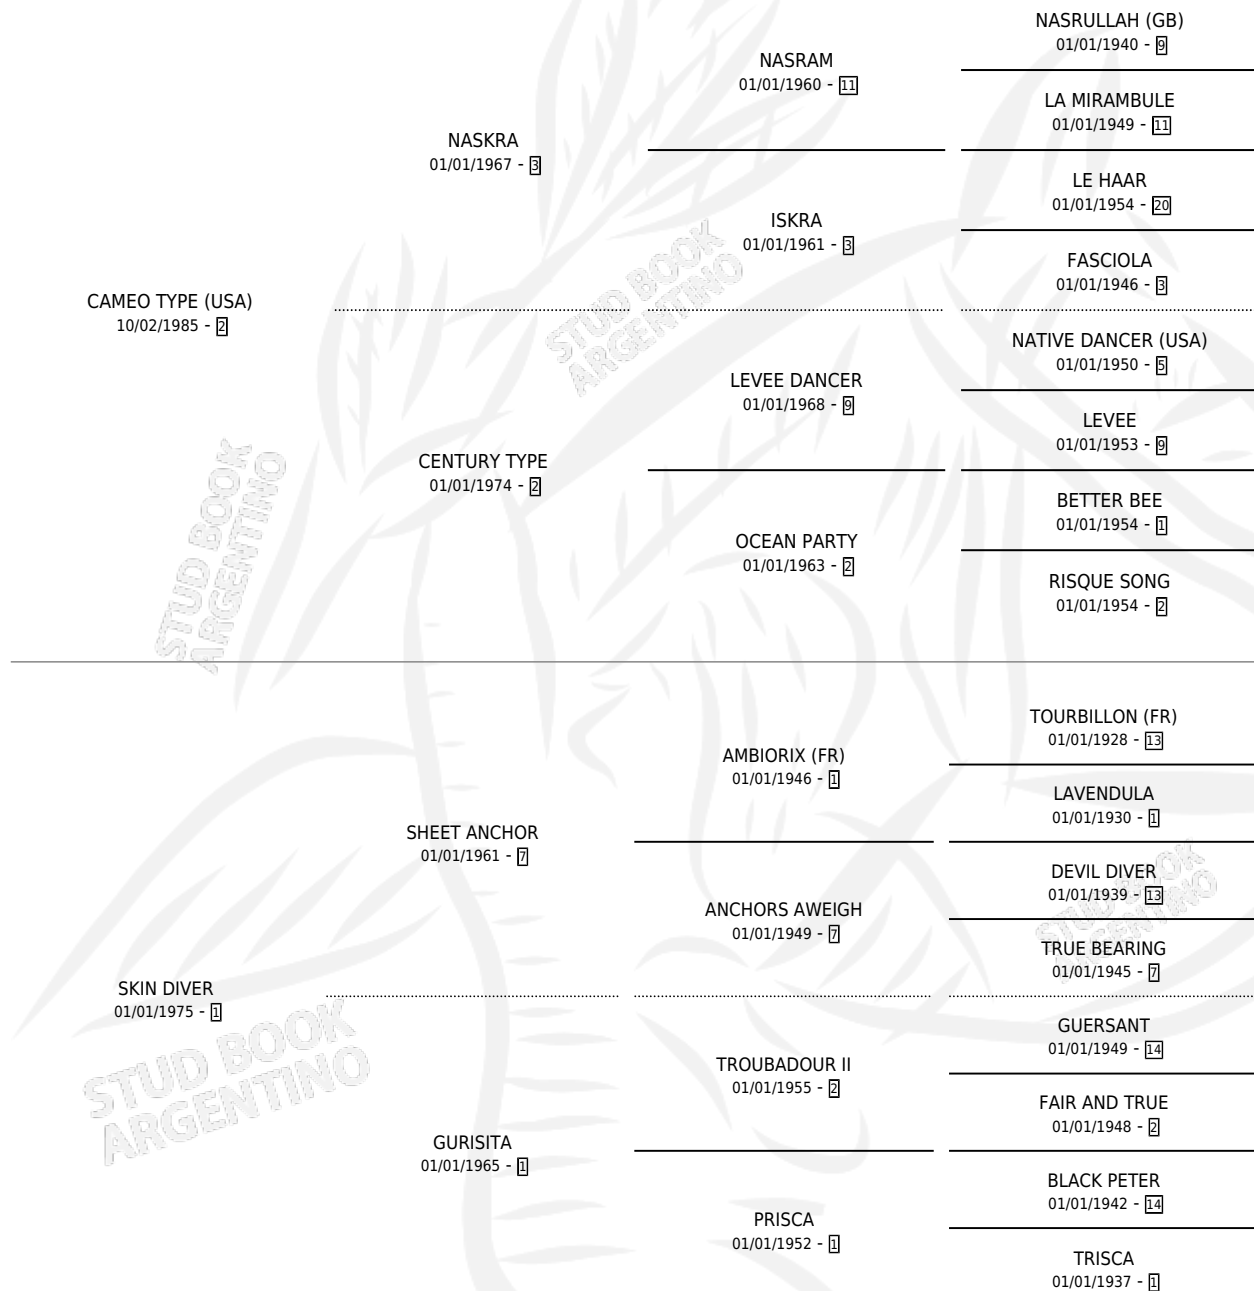 NASRULLAH (GB)
01/01/1940 - 9
NASRAM
01/01/1960 - 11
LA MIRAMBULE
01/01/1949 - 11
NASKRA
01/01/1967 - 3
LE HAAR
01/01/1954 - 20
ISKRA
01/01/1961 - 3
FASCIOLA
01/01/1946 - 3
CAMEO TYPE (USA)
10/02/1985 - 2
NATIVE DANCER (USA)
01/01/1950 - 5
LEVEE DANCER
01/01/1968 - 9
LEVEE
01/01/1953 - 9
CENTURY TYPE
01/01/1974 - 2
BETTER BEE
01/01/1954 - 1
OCEAN PARTY
01/01/1963 - 2
RISQUE SONG
01/01/1954 - 2
TOURBILLON (FR)
01/01/1928 - 13
AMBIORIX (FR)
01/01/1946 - 1
LAVENDULA
01/01/1930 - 1
SHEET ANCHOR
01/01/1961 - 7
DEVIL DIVER
01/01/1939 - 13
ANCHORS AWEIGH
01/01/1949 - 7
TRUE BEARING
01/01/1945 - 7
SKIN DIVER
01/01/1975 - 1
GUERSANT
01/01/1949 - 14
TROUBADOUR II
01/01/1955 - 2
FAIR AND TRUE
01/01/1948 - 2
GURISITA
01/01/1965 - 1
BLACK PETER
01/01/1942 - 14
PRISCA
01/01/1952 - 1
TRISCA
01/01/1937 - 1
STUD BOOK
ARGENTINO
STUD BOOK
ARGENTINO
STUD BOOK
ARGENTINO
STUD BOOK
ARGENTINO